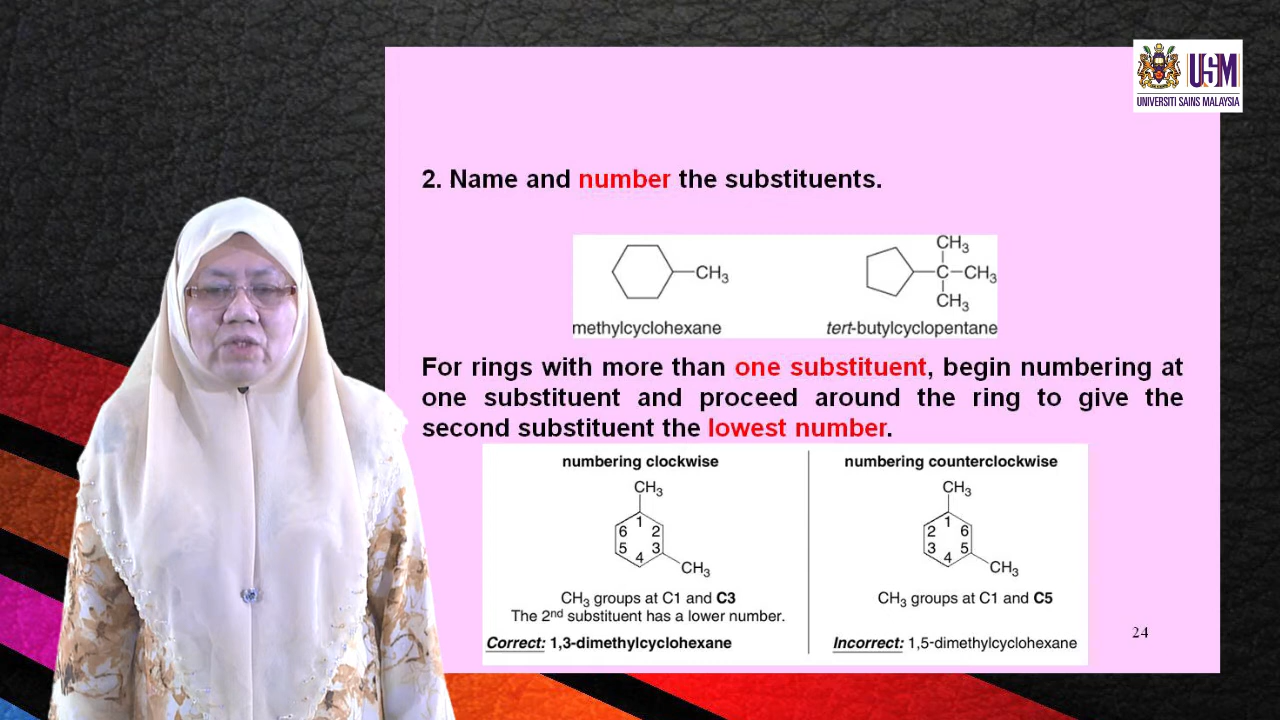 USM
UNIVERSITI SAINS MALAYSIA
2. Name and number the substituents.
CH3
methylcyclohexane
CH3
C–CH3
CH3
tert-butylcyclopentane
For rings with more than one substituent, begin numbering at
one substituent and proceed around the ring to give the
second substituent the lowest number.
numbering clockwise
CH3
1
6 2
5 3
4
CH3
CH3 groups at C1 and C3
The 2nd substituent has a lower number.
Correct: 1,3-dimethylcyclohexane
numbering counterclockwise
CH3
1
2 6
3 5
4
CH3
CH3 groups at C1 and C5
Incorrect: 1,5-dimethylcyclohexane
24